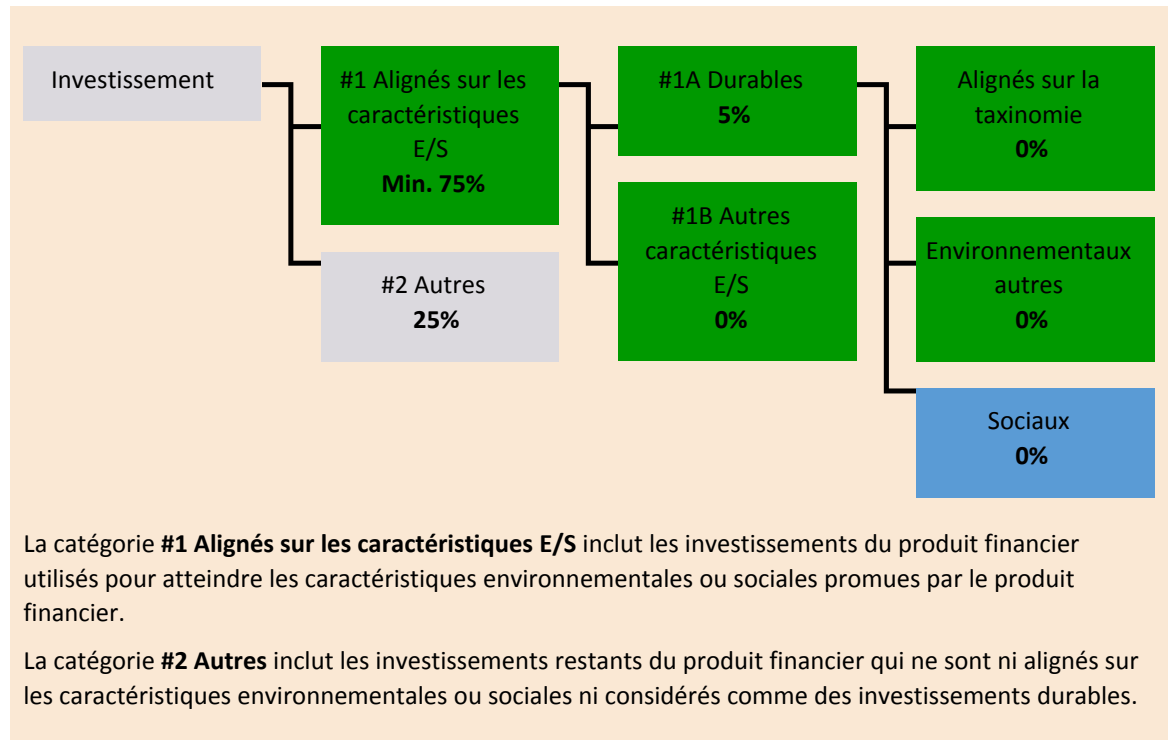 Investissement
#1 Alignés sur les
caractéristiques
E/S
Min. 75%
#2 Autres
25%
#1A Durables
5%
#1B Autres
caractéristiques
E/S
0%
Alignés sur la
taxinomie
0%
Environnementaux
autres
0%
Sociaux
0%
La catégorie #1 Alignés sur les caractéristiques E/S inclut les investissements du produit financier
utilisés pour atteindre les caractéristiques environnementales ou sociales promues par le produit
financier.
La catégorie #2 Autres inclut les investissements restants du produit financier qui ne sont ni alignés sur
les caractéristiques environnementales ou sociales ni considérés comme des investissements durables.